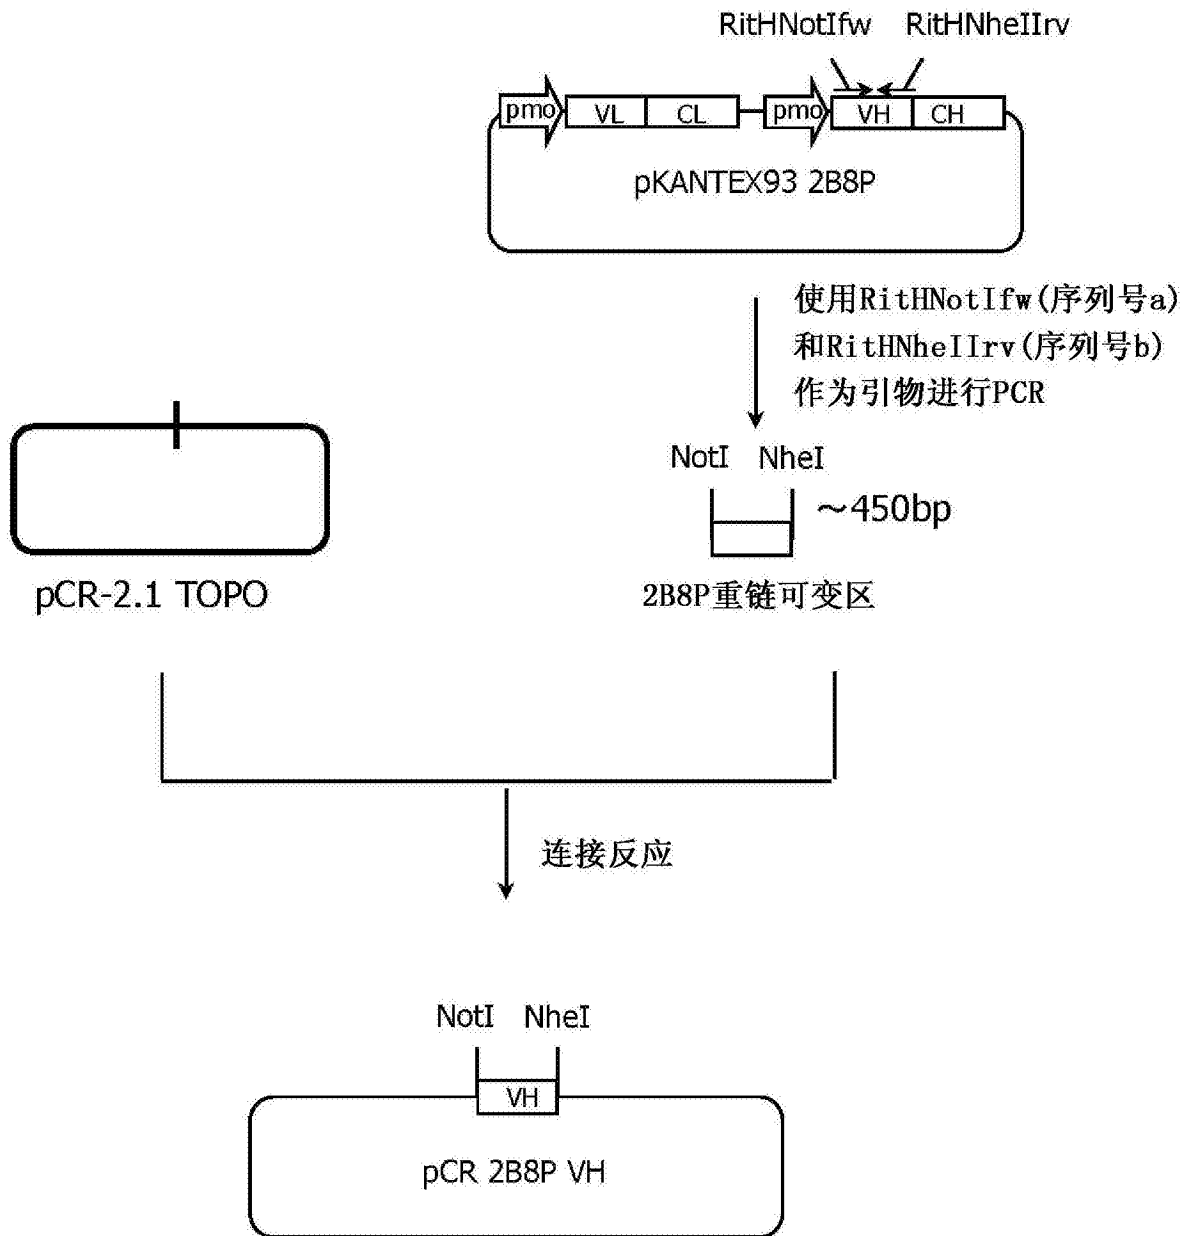 RitHNotIfw RitHNheIIrv
pmo VL CL pmo VH CH
pKANTEX93 2B8P
使用RitHNotIfw(序列号a)
和RitHNheIIrv(序列号b)
作为引物进行PCR
NotI NheI
～450bp
pCR-2.1 TOPO
2B8P重链可变区
连接反应
NotI NheI
VH
pCR 2B8P VH